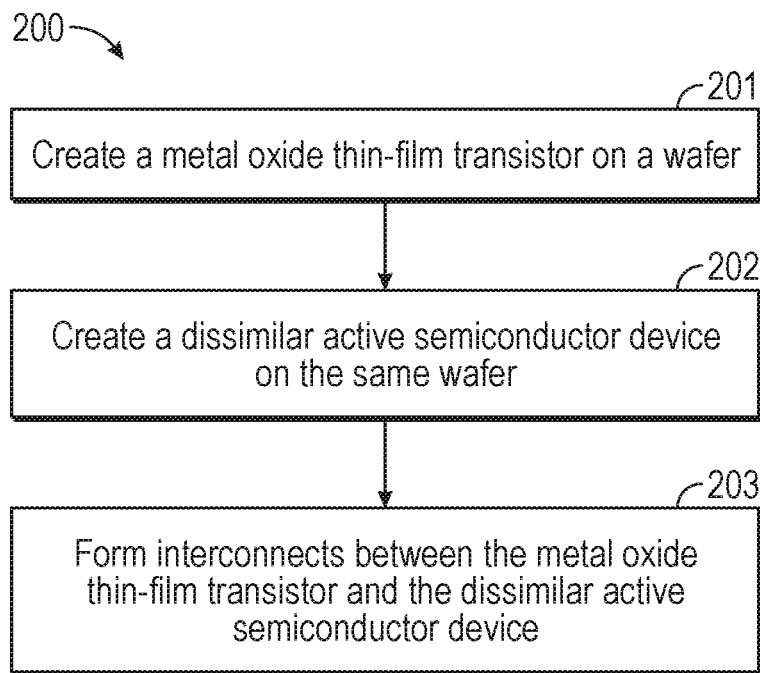 200
201
Create a metal oxide thin-film transistor on a wafer
202
Create a dissimilar active semiconductor device
on the same wafer
203
Form interconnects between the metal oxide
thin-film transistor and the dissimilar active
semiconductor device